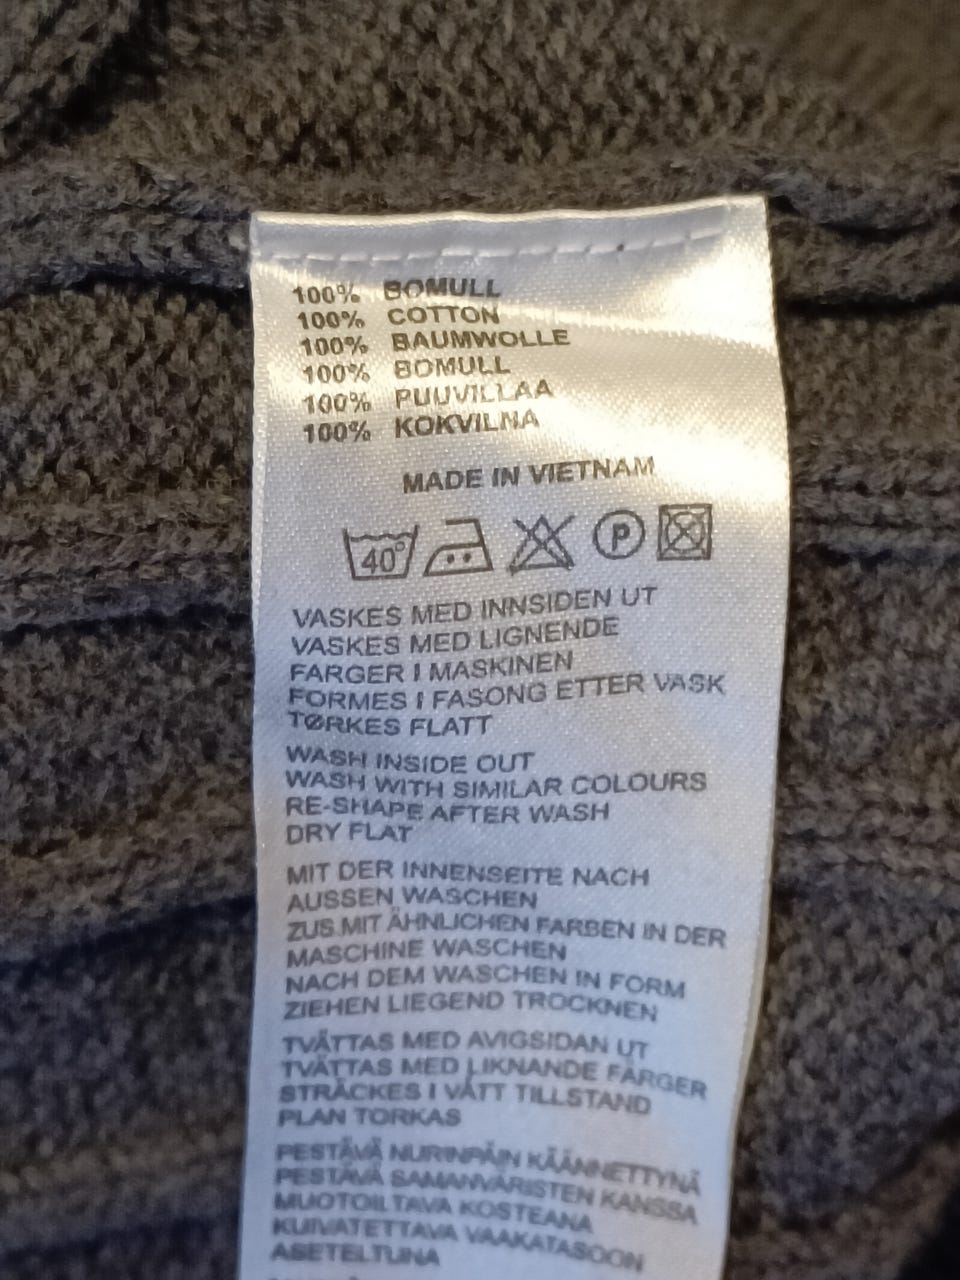 100% BOMULL
100% COTTON
100% BAUMWOLLE
100% BOMULL
100% PUUVILLAA
100% KOKVILNA
MADE IN VIETNAM
40° P
VASKES MED INNSIDEN UT
VASKES MED LIGNENDE
FARGER I MASKINEN
FORMES I FASONG ETTER VASK
TØRKES FLATT
WASH INSIDE OUT
WASH WITH SIMILAR COLOURS
RE-SHAPE AFTER WASH
DRY FLAT
MIT DER INNENSEITE NACH
AUSSEN WASCHEN
ZUS.MIT ÄHNLICHEN FARBEN IN DER
MASCHINE WASCHEN
NACH DEM WASCHEN IN FORM
ZIEHEN LIEGEND TROCKNEN
TVÄTTAS MED AVIGSIDAN UT
TVÄTTAS MED LIKNANDE FÄRGER
STRÄCKES I VÅTT TILLSTAND
PLAN TORKAS
PESTÄVÄ NURINPÄIN KÄÄNNETTYNÄ
PESTÄVÄ SAMANVÄRISTEN KANSSA
MUOTOILTAVA KOSTEANA
KUIVATETTAVA VAAKATASOON
ASETELTUNA